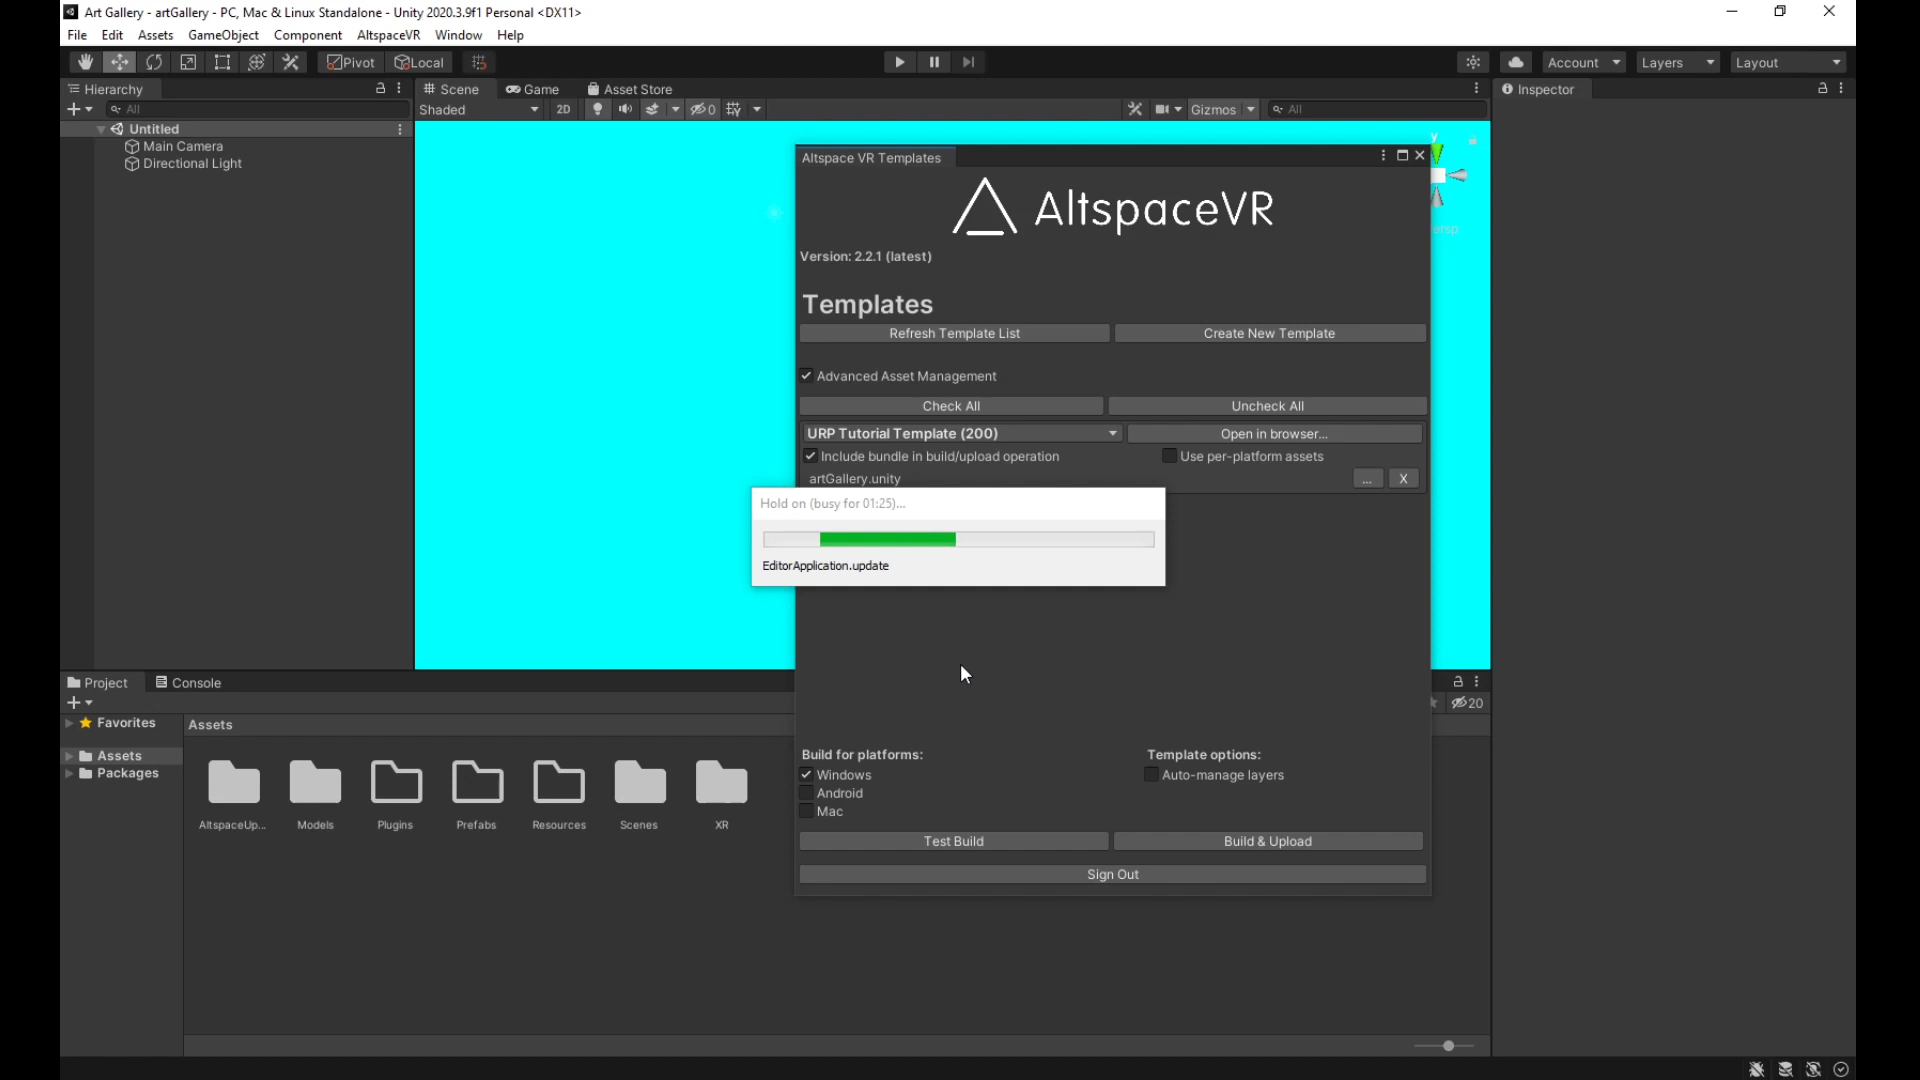 Art Gallery - artGallery - PC, Mac & Linux Standalone - Unity 2020.3.9f1 Personal <DX11>
File Edit Assets GameObject Component AltspaceVR Window Help
Pivot Local Account Layers Layout
Hierarchy Scene Game Asset Store Inspector
All Shaded 2D 0 Gizmos All
Untitled
Main Camera
Directional Light
Altspace VR Templates
y
AltspaceVR
Version: 2.2.1 (latest)
Templates
Refresh Template List Create New Template
Advanced Asset Management
Check All Uncheck All
URP Tutorial Template (200) Open in browser...
Include bundle in build/upload operation Use per-platform assets
artGallery.unity ... X
Hold on (busy for 01:25)...
EditorApplication.update
Project Console
20
Favorites Assets
Assets
Packages
AltspaceUp... Models Plugins Prefabs Resources Scenes XR
Build for platforms: Template options:
Windows Auto-manage layers
Android
Mac
Test Build Build & Upload
Sign Out